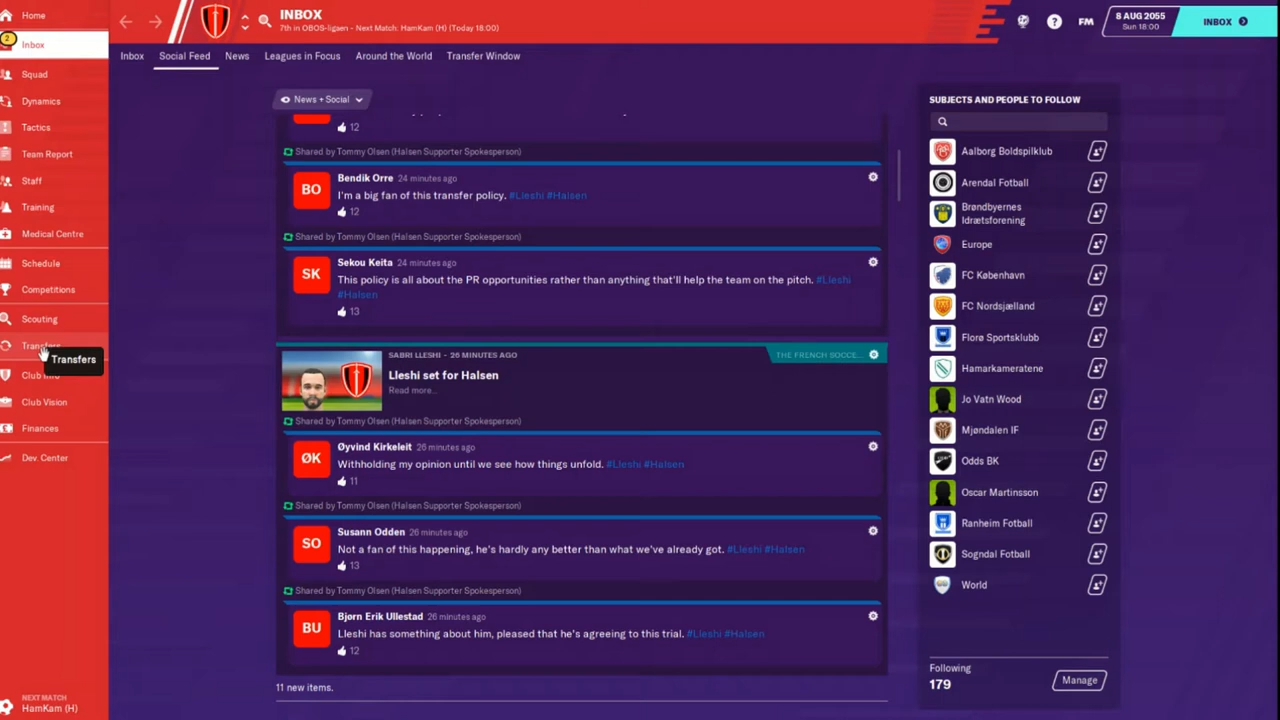 Home
INBOX
7th in OBOS-ligaen - Next Match: HamKam (H) (Today 18:00)
FM
8 AUG 2055
Sun 18:00
INBOX
2
Inbox
Squad
Dynamics
Tactics
Team Report
Staff
Training
Medical Centre
Schedule
Competitions
Scouting
Transfers
Transfers
Club Info
Club Vision
Finances
Dev. Center
NEXT MATCH
HamKam (H)
Inbox
Social Feed
News
Leagues in Focus
Around the World
Transfer Window
News + Social
12
Shared by Tommy Olsen (Halsen Supporter Spokesperson)
BO
Bendik Orre 24 minutes ago
I'm a big fan of this transfer policy. #Lleshi #Halsen
12
Shared by Tommy Olsen (Halsen Supporter Spokesperson)
SK
Sekou Keita 24 minutes ago
This policy is all about the PR opportunities rather than anything that'll help the team on the pitch. #Lleshi
#Halsen
13
SABRI LLESHI - 26 MINUTES AGO
THE FRENCH SOCCE...
Lleshi set for Halsen
Read more...
Shared by Tommy Olsen (Halsen Supporter Spokesperson)
ØK
Øyvind Kirkeleit 26 minutes ago
Withholding my opinion until we see how things unfold. #Lleshi #Halsen
11
Shared by Tommy Olsen (Halsen Supporter Spokesperson)
SO
Susann Odden 26 minutes ago
Not a fan of this happening, he's hardly any better than what we've already got. #Lleshi #Halsen
13
Shared by Tommy Olsen (Halsen Supporter Spokesperson)
BU
Bjørn Erik Ullestad 26 minutes ago
Lleshi has something about him, pleased that he's agreeing to this trial. #Lleshi #Halsen
12
11 new items.
SUBJECTS AND PEOPLE TO FOLLOW
Aalborg Boldspilklub
Arendal Fotball
Brøndbyernes
Idrætsforening
Europe
FC København
FC Nordsjælland
Florø Sportsklubb
Hamarkameratene
Jo Vatn Wood
Mjøndalen IF
Odds BK
Oscar Martinsson
Ranheim Fotball
Sogndal Fotball
World
Following
179
Manage